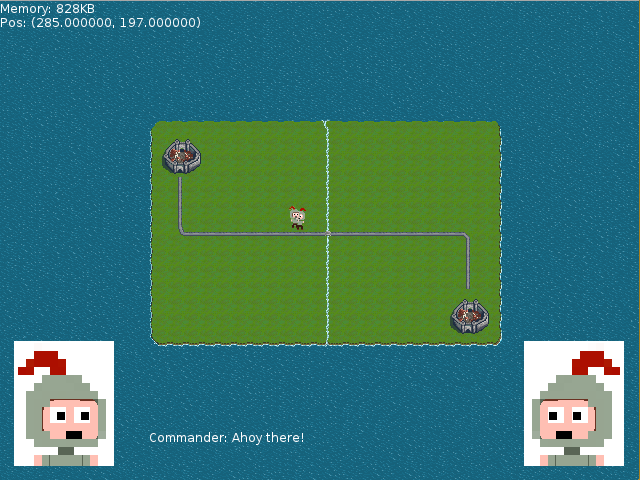 Memory: 828KB
Pos: (285.000000, 197.000000)
Commander: Ahoy there!